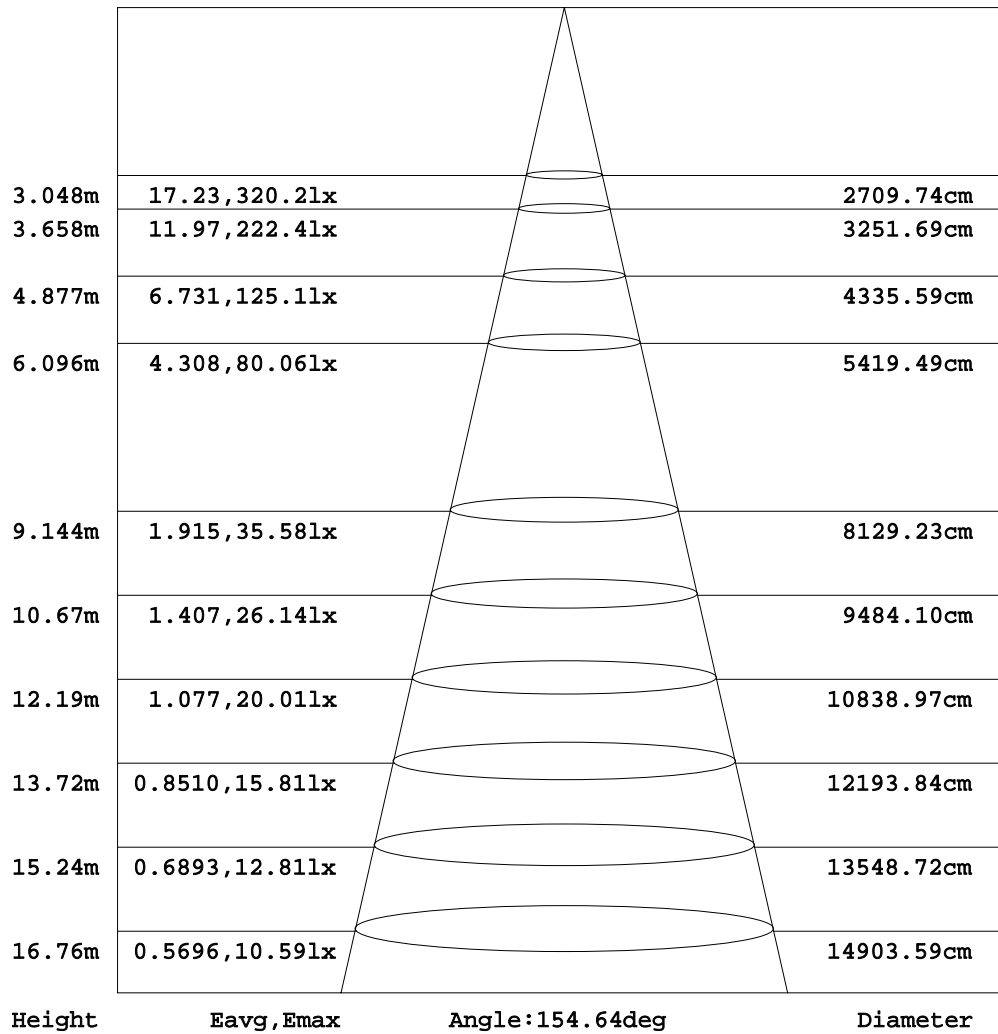 3.048m 17.23,320.2lx 2709.74cm
3.658m 11.97,222.4lx 3251.69cm
4.877m 6.731,125.1lx 4335.59cm
6.096m 4.308,80.06lx 5419.49cm
9.144m 1.915,35.58lx 8129.23cm
10.67m 1.407,26.14lx 9484.10cm
12.19m 1.077,20.01lx 10838.97cm
13.72m 0.8510,15.81lx 12193.84cm
15.24m 0.6893,12.81lx 13548.72cm
16.76m 0.5696,10.59lx 14903.59cm
Height Eavg,Emax Angle:154.64deg Diameter